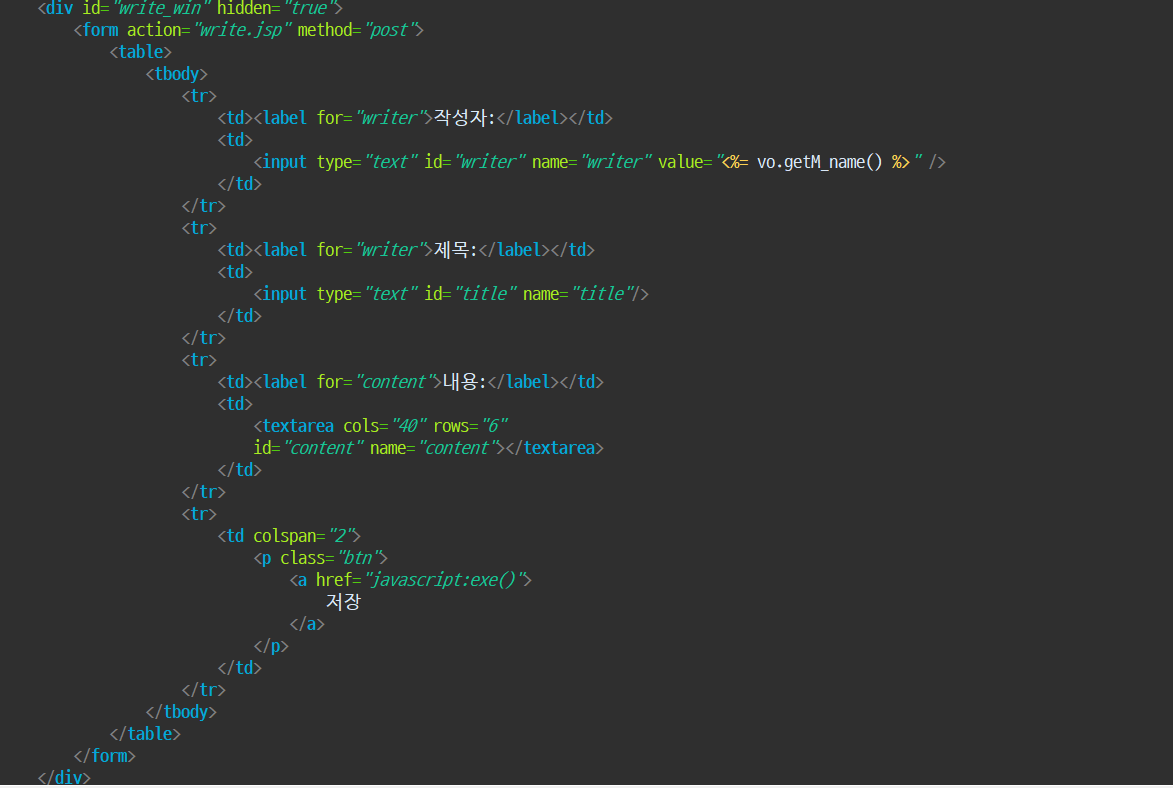 <div id="write_win" hidden="true">
<form action="write.jsp" method="post">
<table>
<tbody>
<tr>
<td><label for="writer">작성자:</label></td>
<td>
<input type="text" id="writer" name="writer" value="<%= vo.getM_name() %>" />
</td>
</tr>
<tr>
<td><label for="writer">제목:</label></td>
<td>
<input type="text" id="title" name="title"/>
</td>
</tr>
<tr>
<td><label for="content">내용:</label></td>
<td>
<textarea cols="40" rows="6"
id="content" name="content"></textarea>
</td>
</tr>
<tr>
<td colspan="2">
<p class="btn">
<a href="javascript:exe()">
저장
</a>
</p>
</td>
</tr>
</tbody>
</table>
</form>
</div>